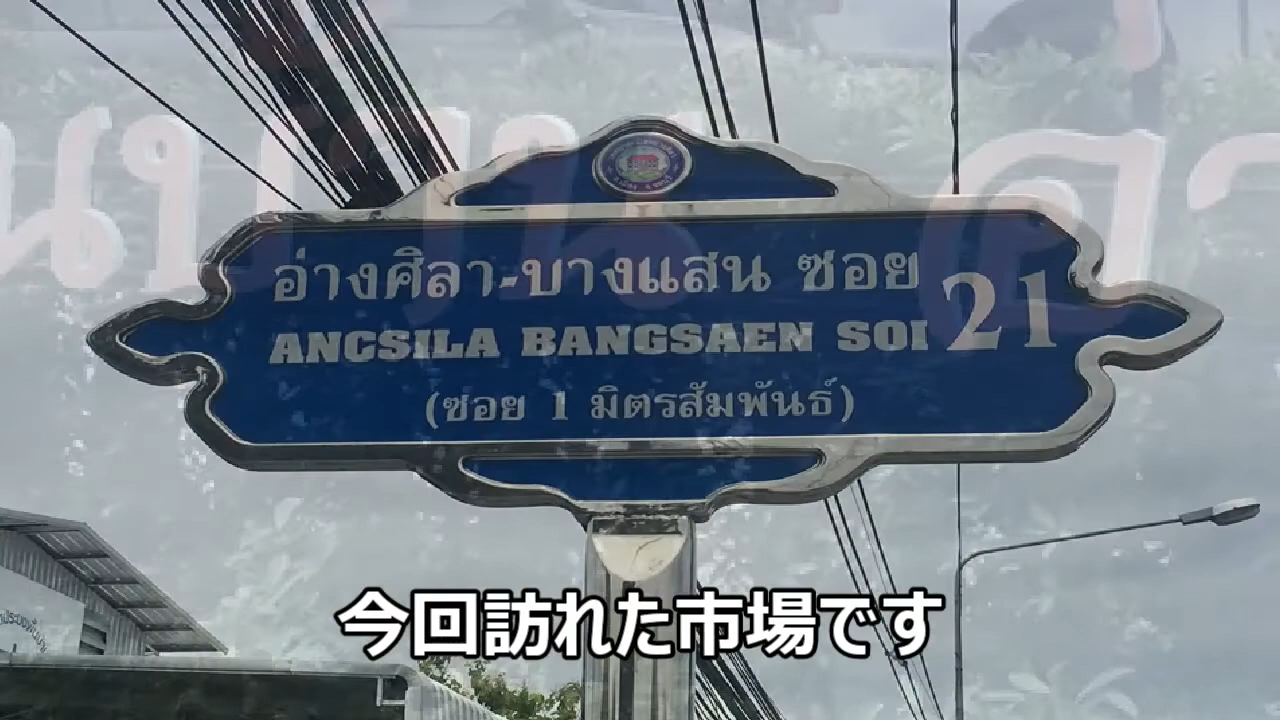 อ่างศิลา-บางแสน ซอย 21
ANCSILA BANGSAEN SOI
(ซอย 1 มิตรสัมพันธ์)
今回訪れた市場です